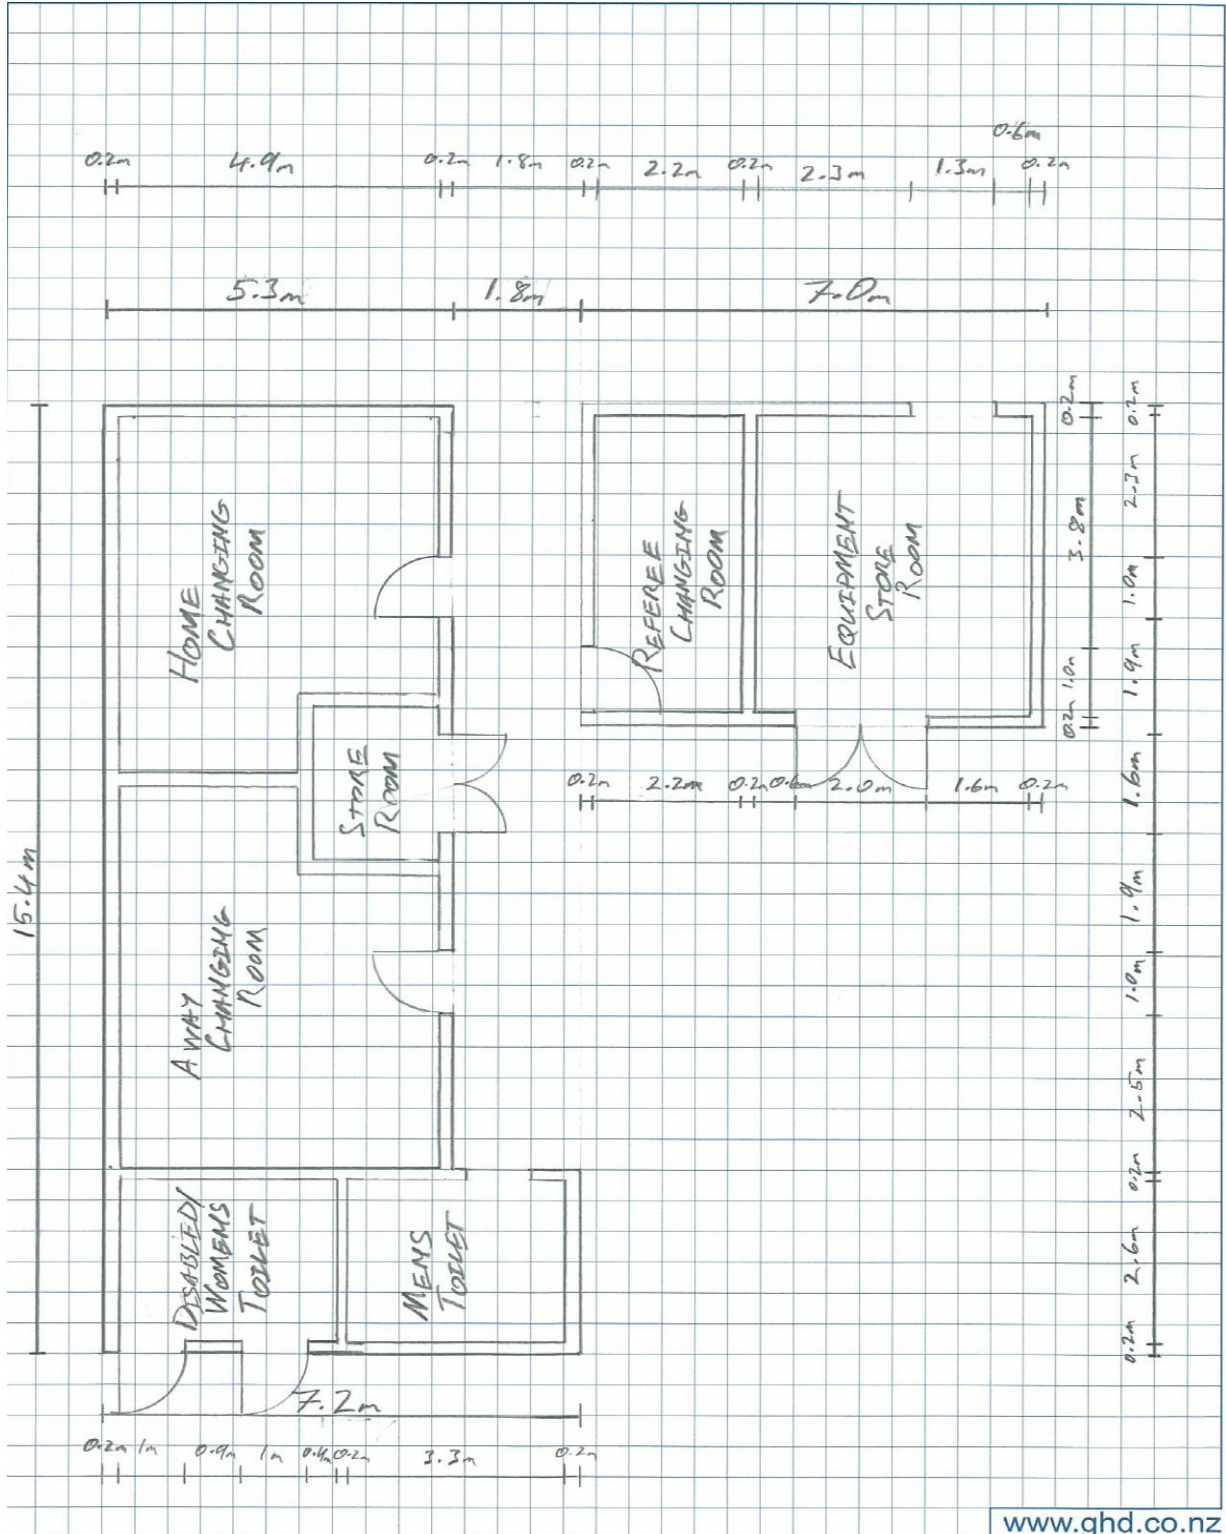 0.6m
0.2m 4.9m 0.2m 1.8m 0.2m 2.2m 0.2m 2.3m 1.3m 0.2m
5.3m 1.8m 7.0m
15.4m
HOME
CHANGING
ROOM
REFEREE
CHANGING
ROOM
EQUIPMENT
STORE
ROOM
STORE
ROOM
AWAY
CHANGING
ROOM
DISABLED/
WOMENS
TOILET
MENS
TOILET
0.2m 3.8m 1.0m 0.2m
0.2m 2.3m 1.0m 1.9m 1.6m 1.9m 1.0m 2.5m 0.2m 2.6m 0.2m
0.2m 2.2m 0.2m 0.6m 2.0m 1.6m 0.2m
7.2m
0.2m 1m 0.9m 1m 0.4m 0.2m 3.3m 0.2m
www.ghd.co.nz